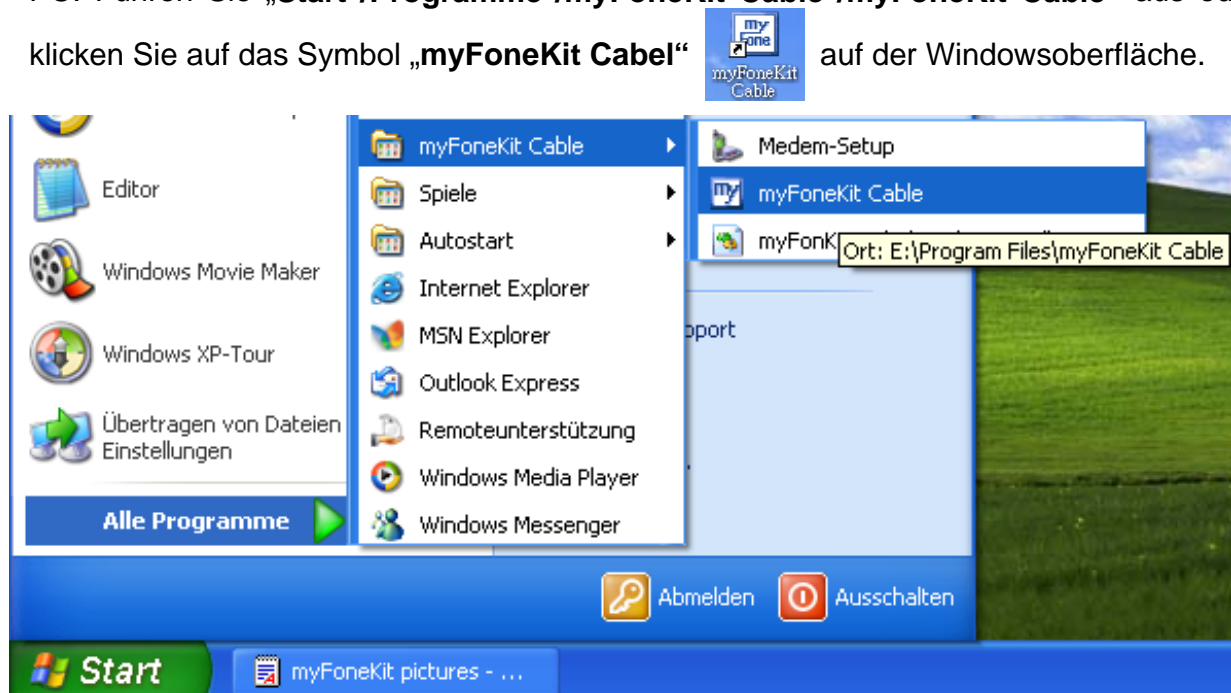 klicken Sie auf das Symbol „myFoneKit Cabel“ auf der Windowsoberfläche.
my
Fone
myFoneKit
Cable
myFoneKit Cable
Medem-Setup
Editor
Spiele
myFoneKit Cable
Autostart
Ort: E:\Program Files\myFoneKit Cable
Windows Movie Maker
Internet Explorer
MSN Explorer
pport
Windows XP-Tour
Outlook Express
Übertragen von Dateien
Einstellungen
Remoteunterstützung
Windows Media Player
Alle Programme
Windows Messenger
Abmelden
Ausschalten
Start
myFoneKit pictures - ...